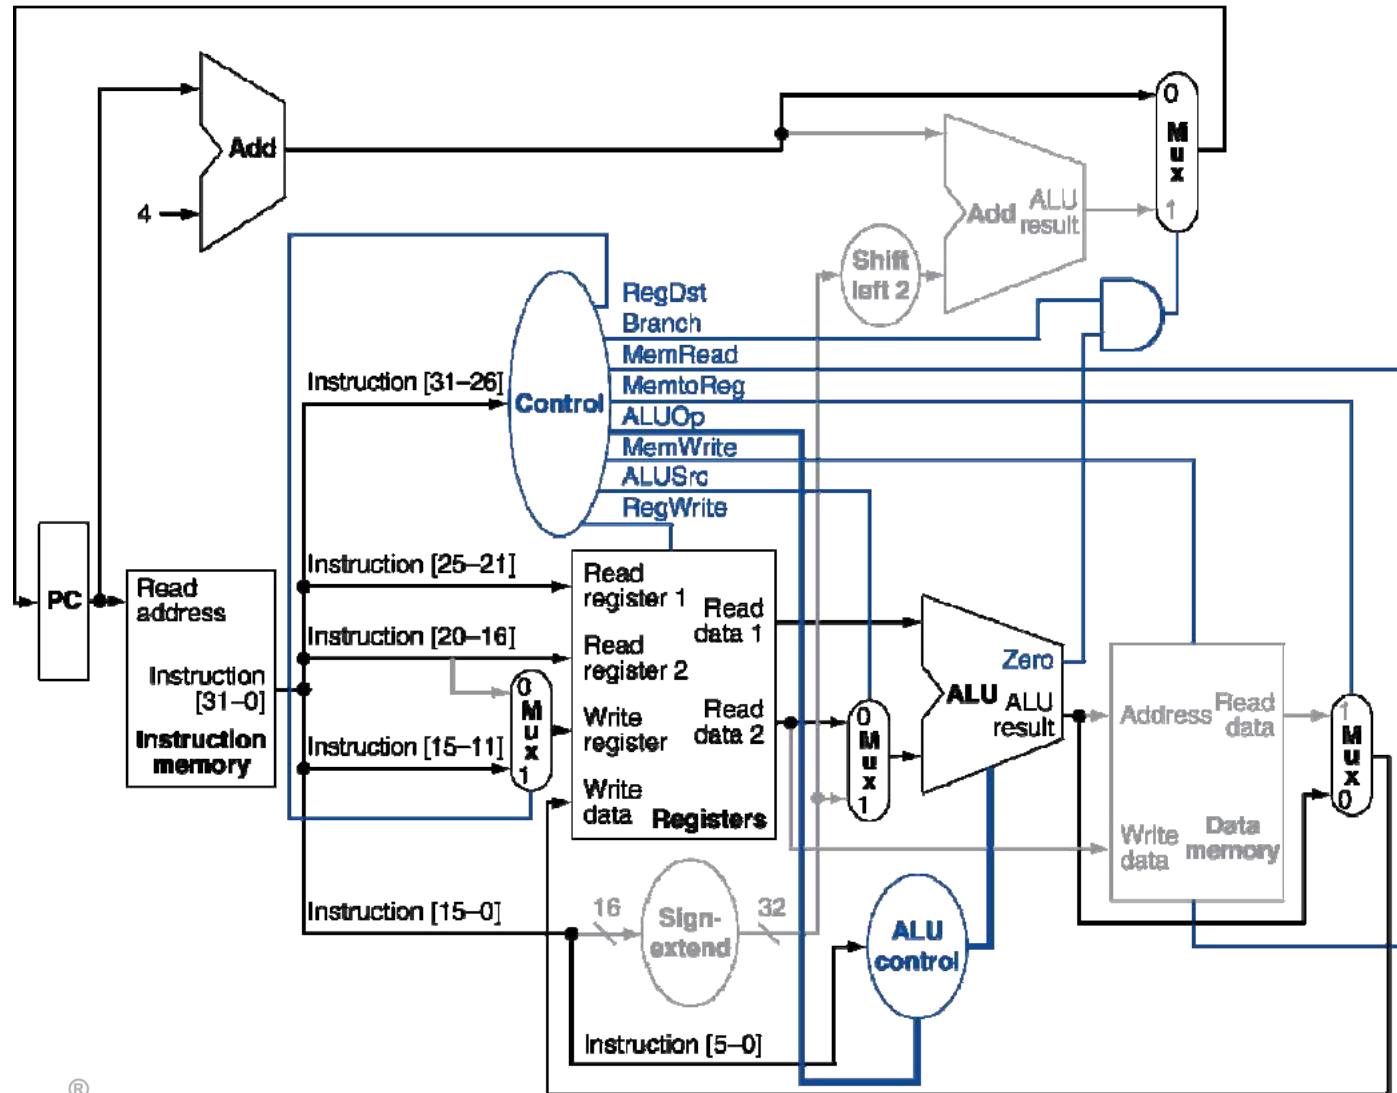 0
M
u
x
1
Add
4
Add
ALU
result
Shift
left 2
RegDst
Branch
MemRead
MemtoReg
ALUOp
MemWrite
ALUSrc
RegWrite
Instruction [31–26]
Control
PC
Read
address
Instruction
[31–0]
Instruction
memory
Instruction [25–21]
Instruction [20–16]
Instruction [15–11]
0
M
u
x
1
Read
register 1
Read
register 2
Write
register
Write
data
Read
data 1
Read
data 2
Registers
0
M
u
x
1
Zero
ALU
ALU
result
Address
Read
data
Write
data
Data
memory
1
M
u
x
0
Instruction [15–0]
16
Sign-
extend
32
ALU
control
Instruction [5–0]
®